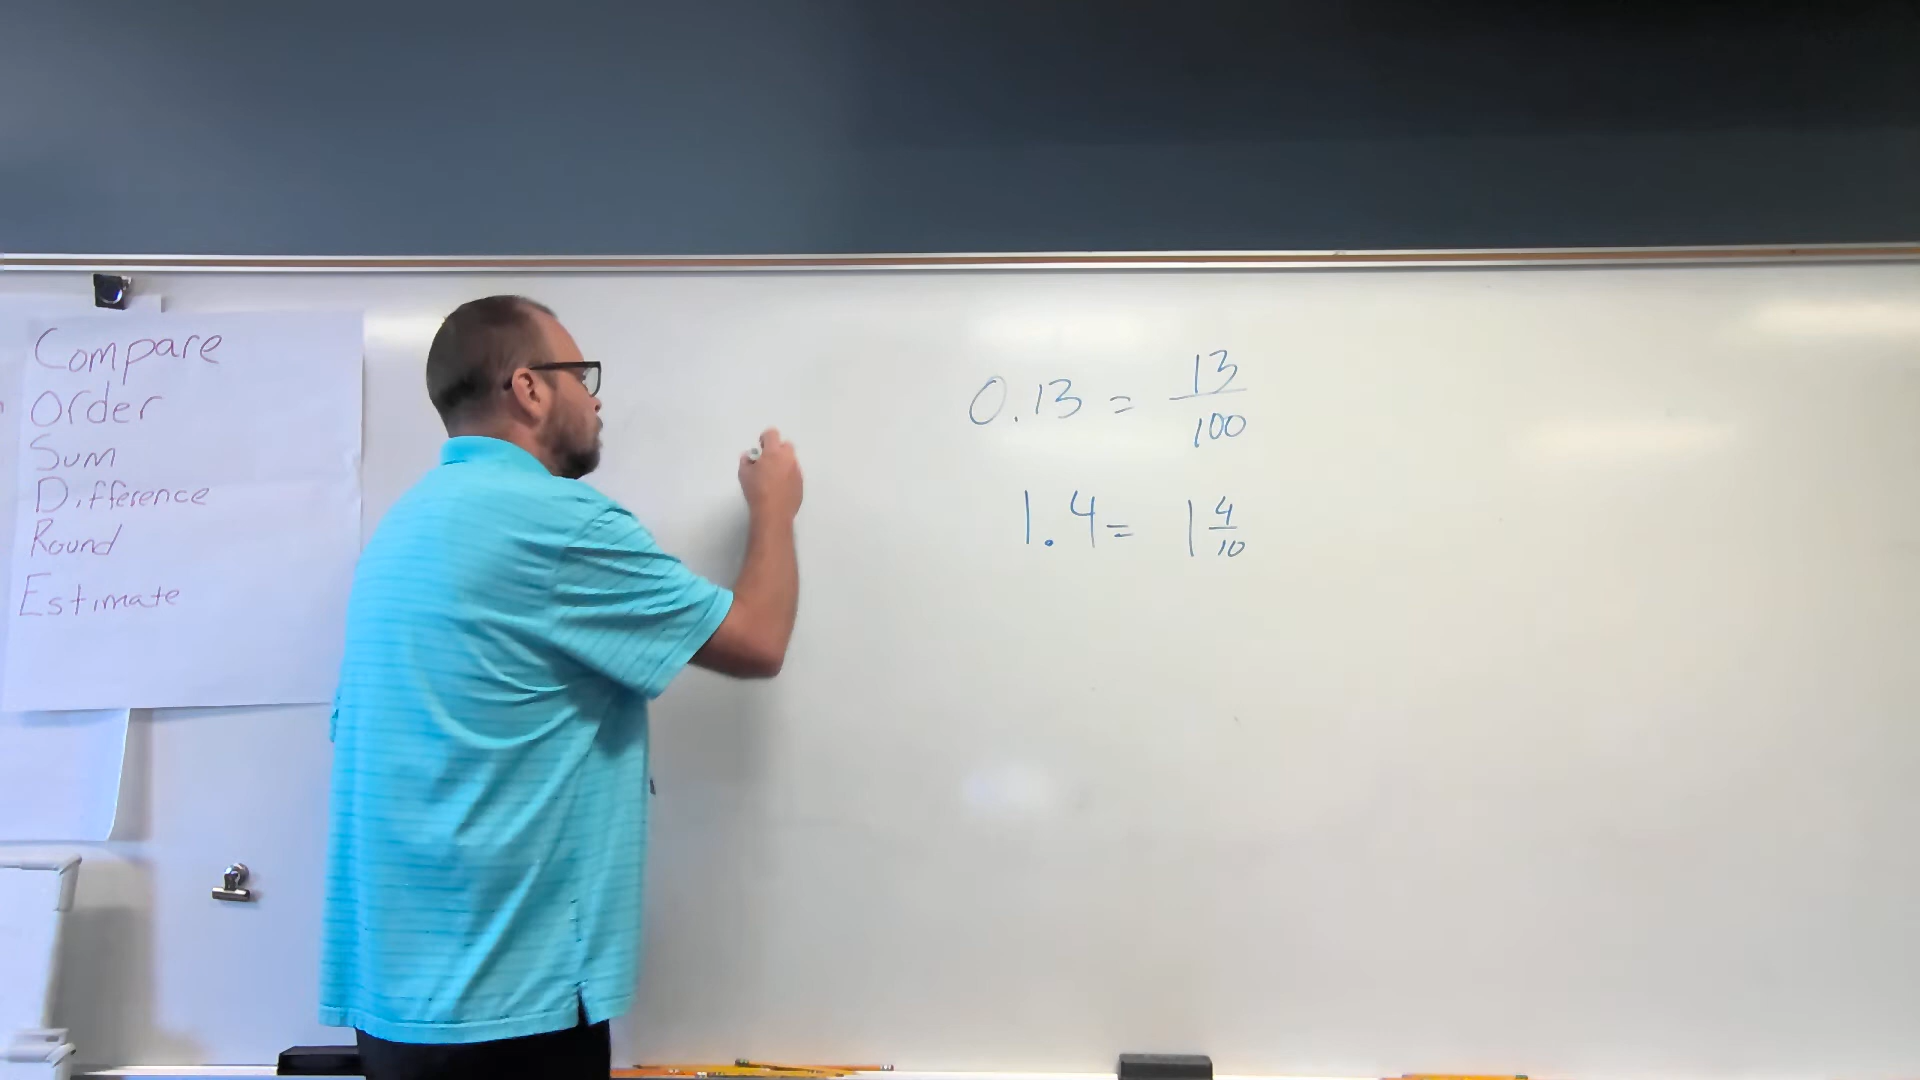 Compare
Order
Sum
Difference
Round
Estimate
0.13 = 13/100
1.4 = 1 4/10